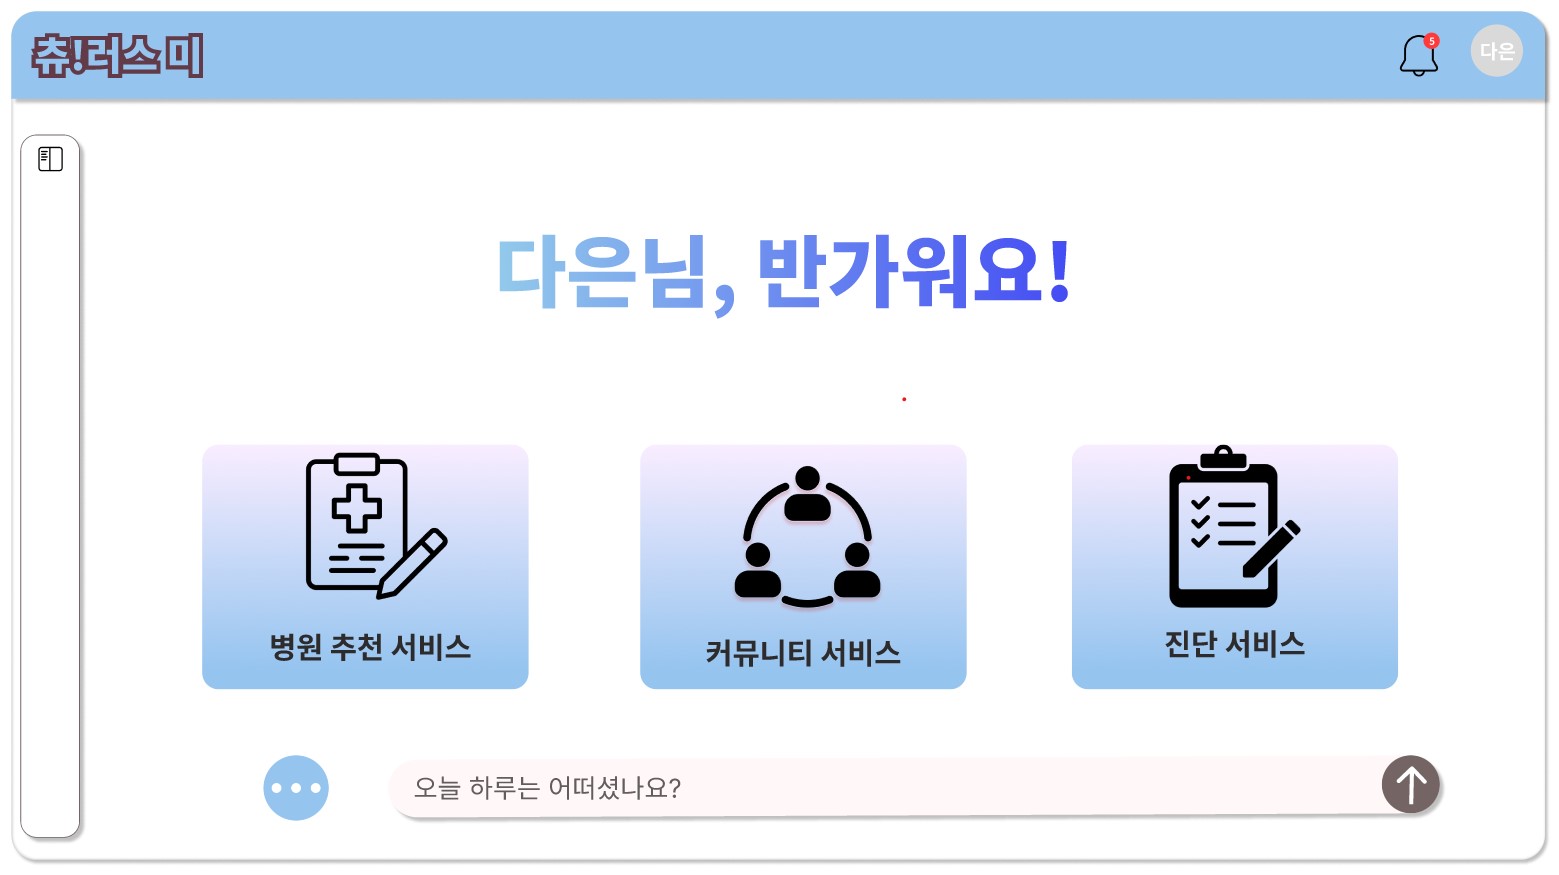 츄!러스 미
5
다은
다은님, 반가워요!
병원 추천 서비스
커뮤니티 서비스
진단 서비스
오늘 하루는 어떠셨나요?